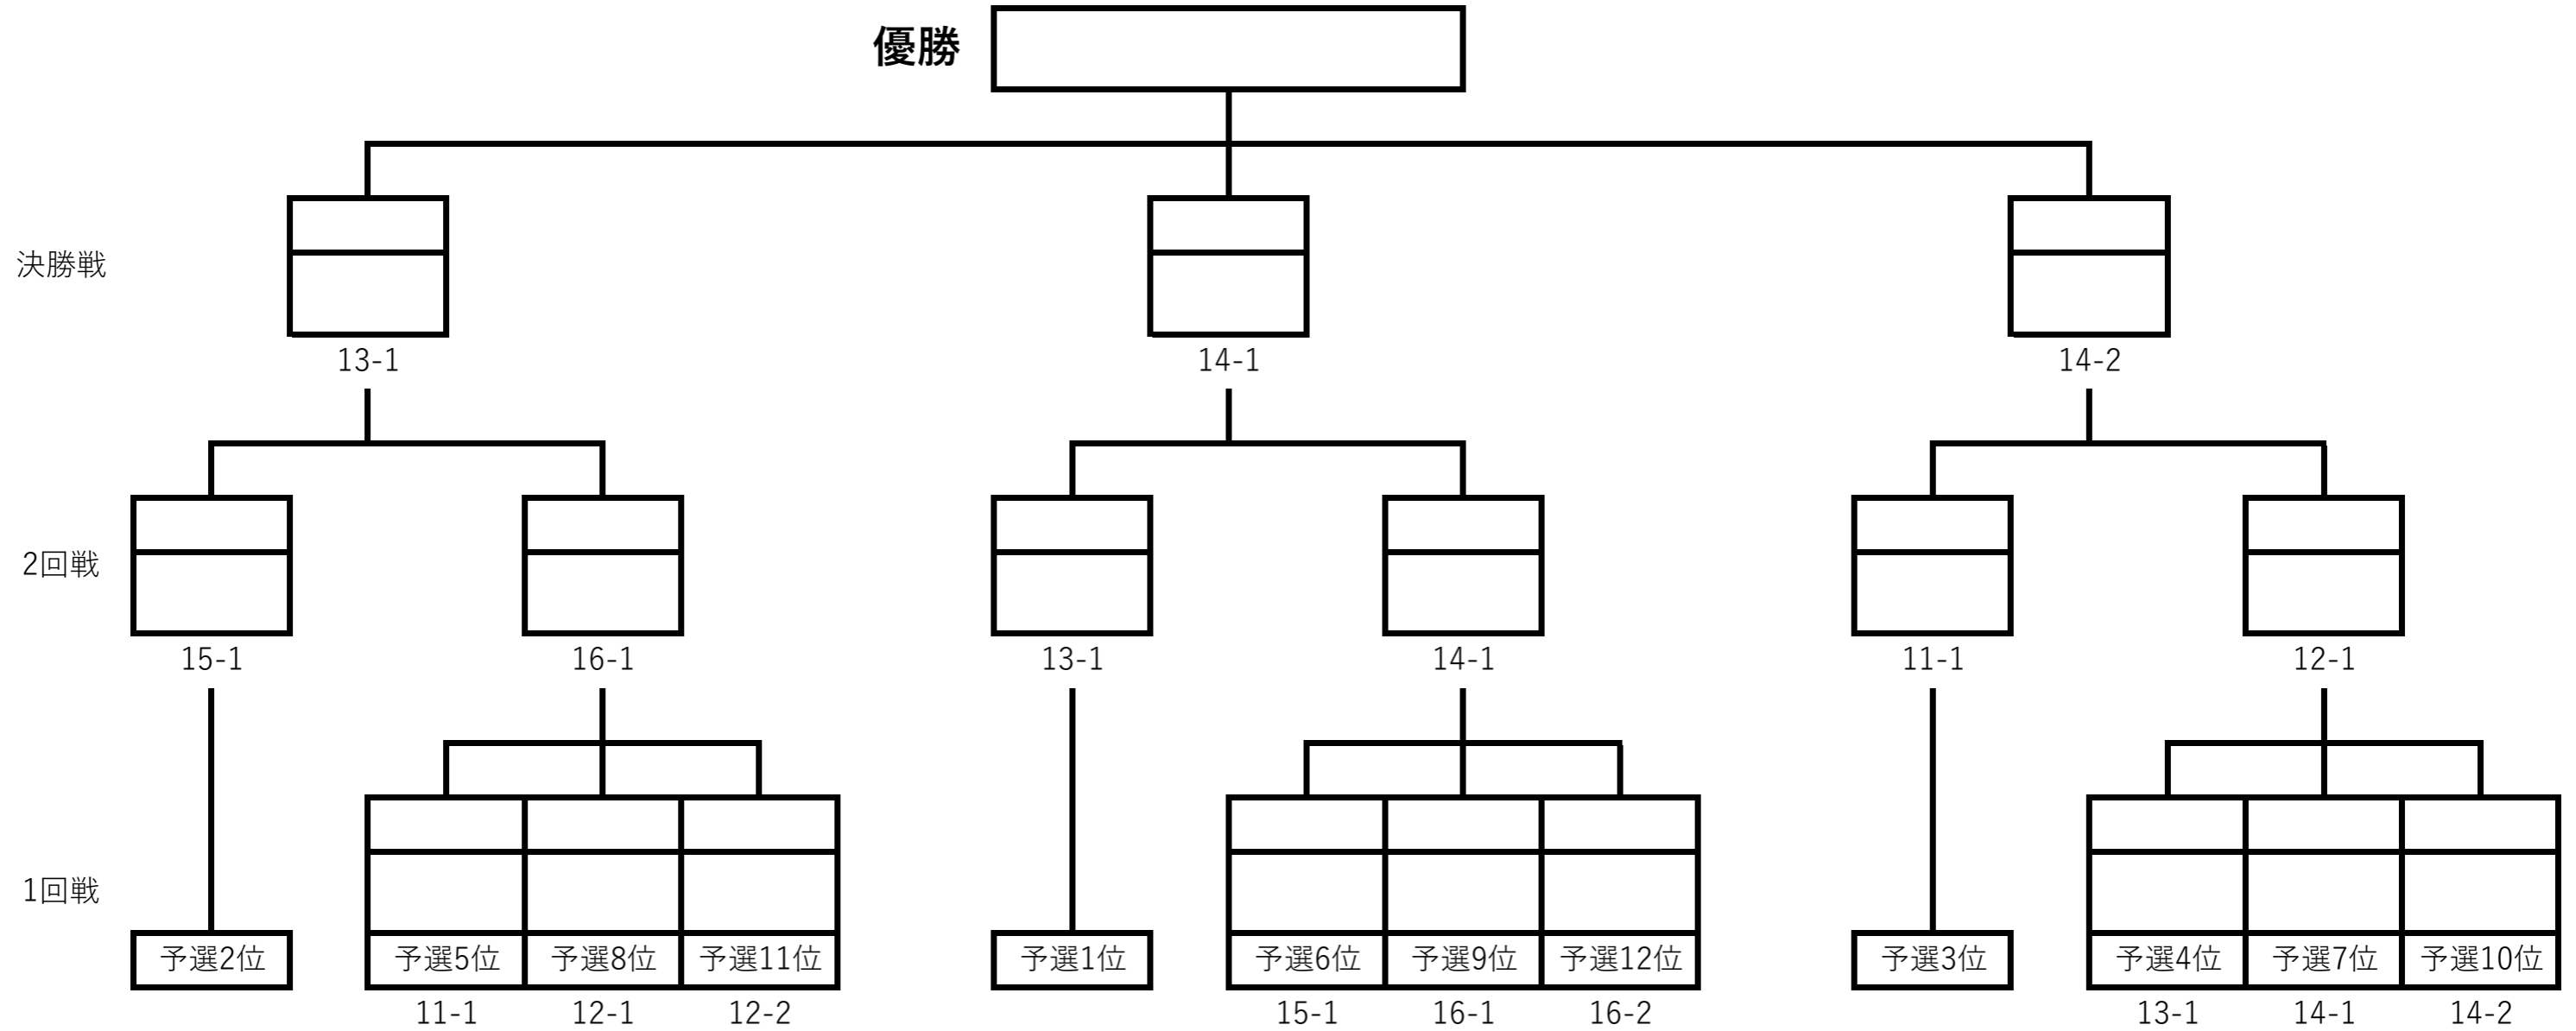 優勝
決勝戦
13-1 14-1 14-2
2回戦
15-1 16-1 13-1 14-1 11-1 12-1
1回戦
予選2位 予選5位 予選8位 予選11位 予選1位 予選6位 予選9位 予選12位 予選3位 予選4位 予選7位 予選10位
11-1 12-1 12-2 15-1 16-1 16-2 13-1 14-1 14-2